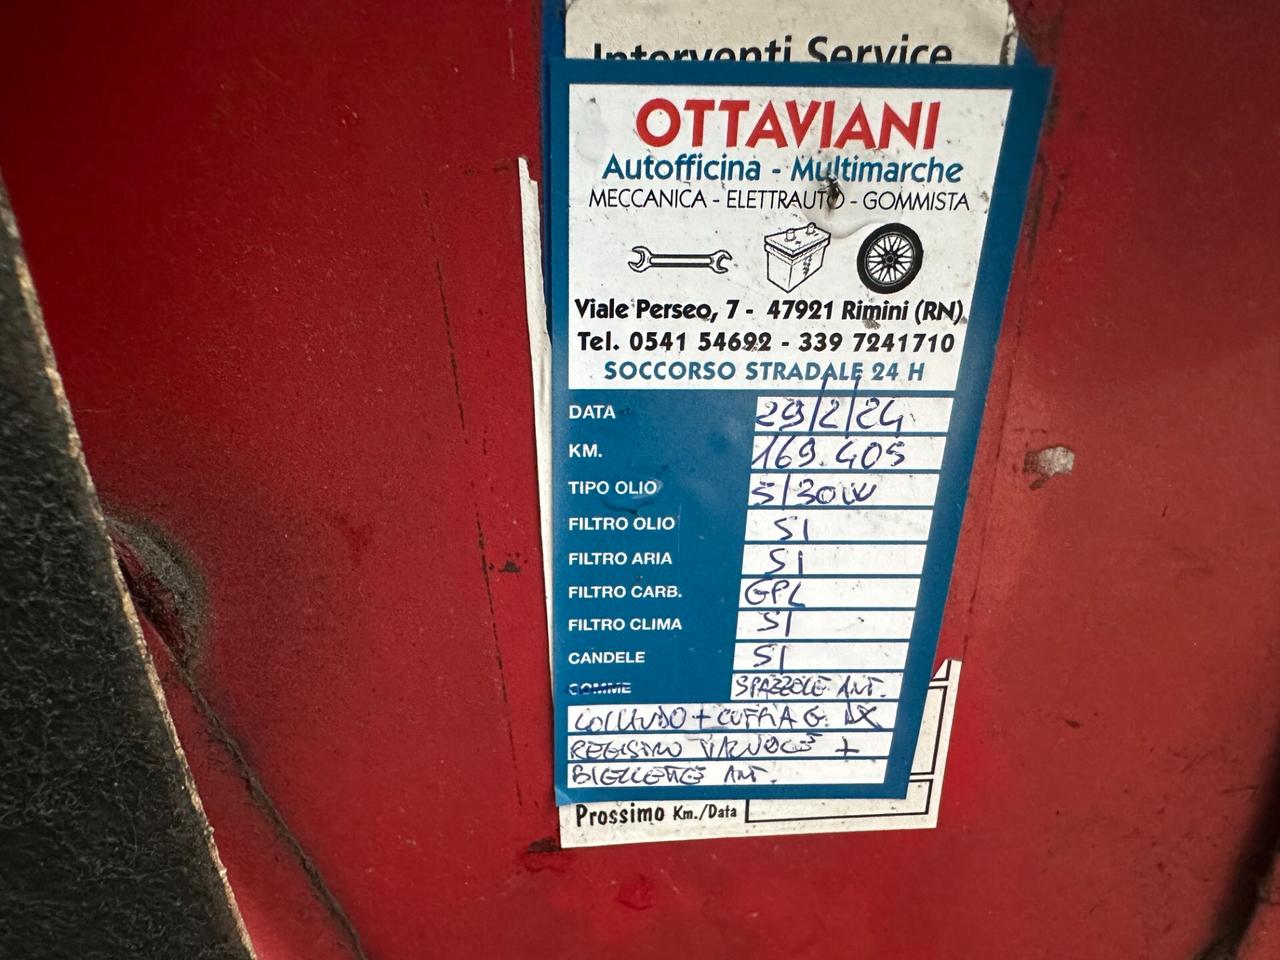 Interventi Service
OTTAVIANI
Autofficina - Multimarche
MECCANICA - ELETTRAUTO - GOMMISTA
Viale Perseo, 7 - 47921 Rimini (RN)
Tel. 0541 54692 - 339 7241710
SOCCORSO STRADALE 24 H
DATA 29/2/24
KM. 169.405
TIPO OLIO 5/30W
FILTRO OLIO SI
FILTRO ARIA SI
FILTRO CARB. GPL
FILTRO CLIMA SI
CANDELE SI
GOMME SPAZZOLE ANT.
COLLAUDO + CUFFIA G.
REGISTRO +
BIELLETTE ANT.
Prossimo Km./Data